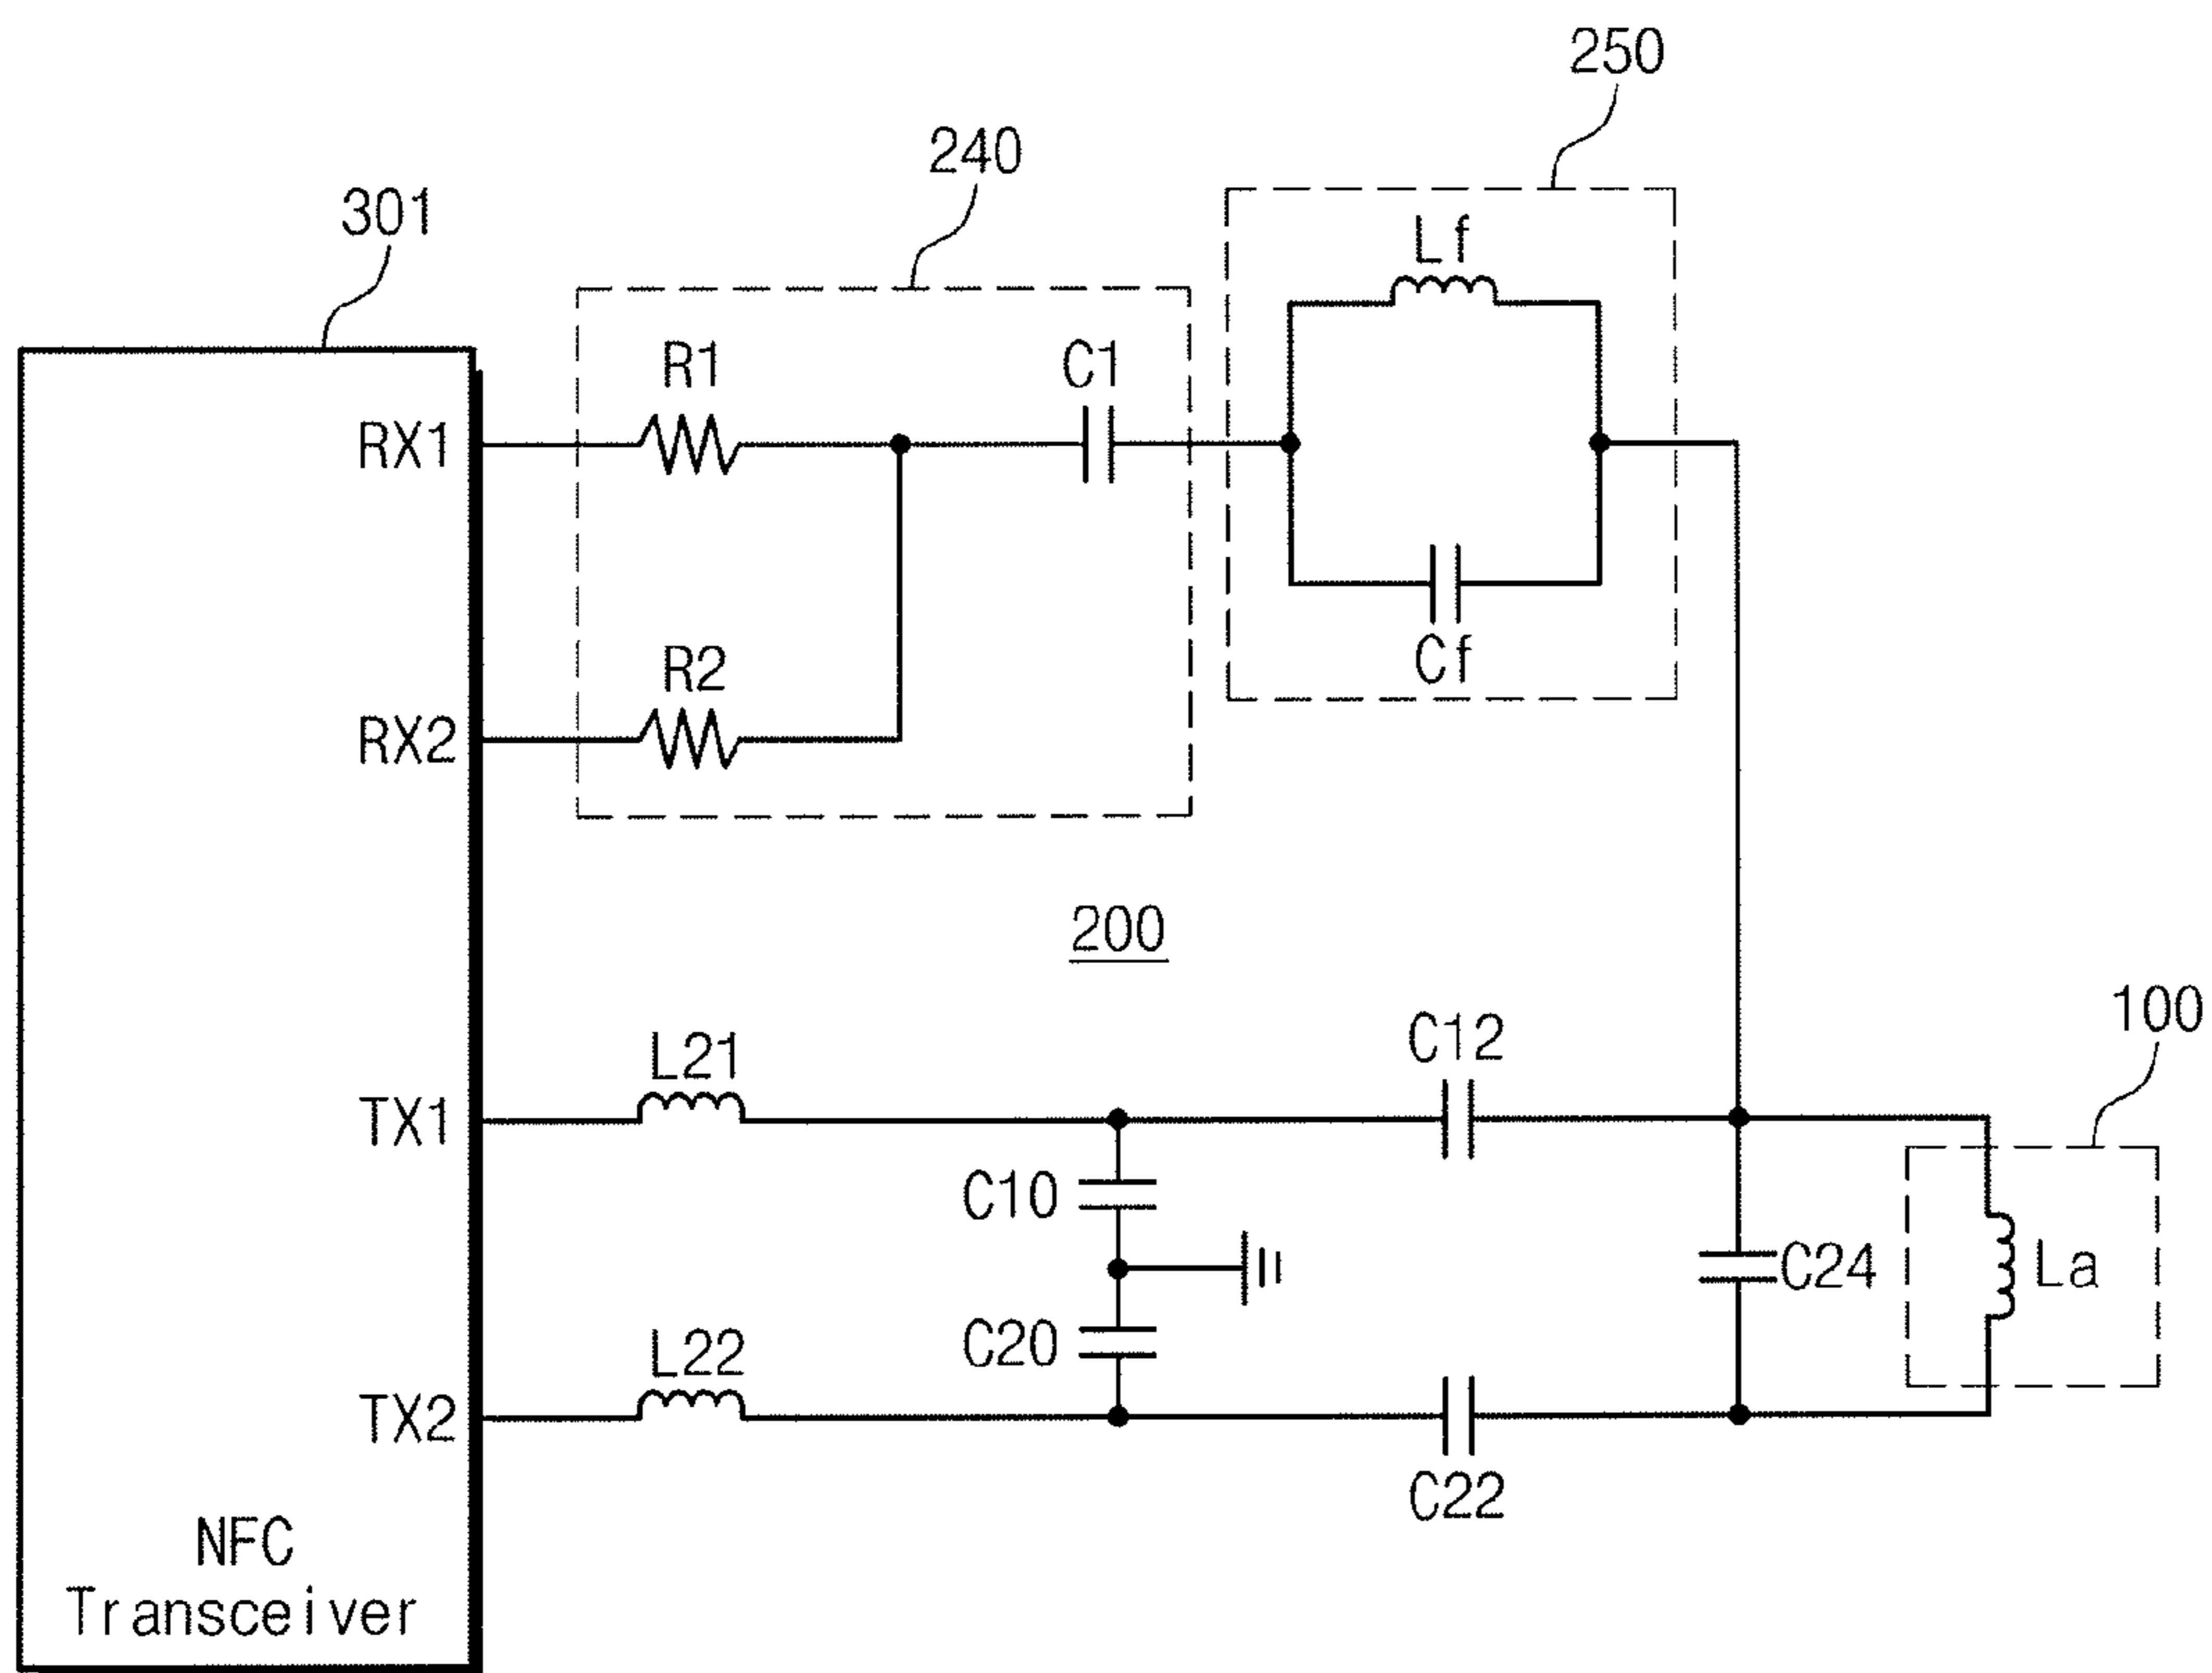 250
240
301
Lf
R1
C1
RX1
Cf
R2
RX2
200
100
C12
L21
TX1
C10
C24
La
L22
C20
TX2
C22
NFC
Transceiver